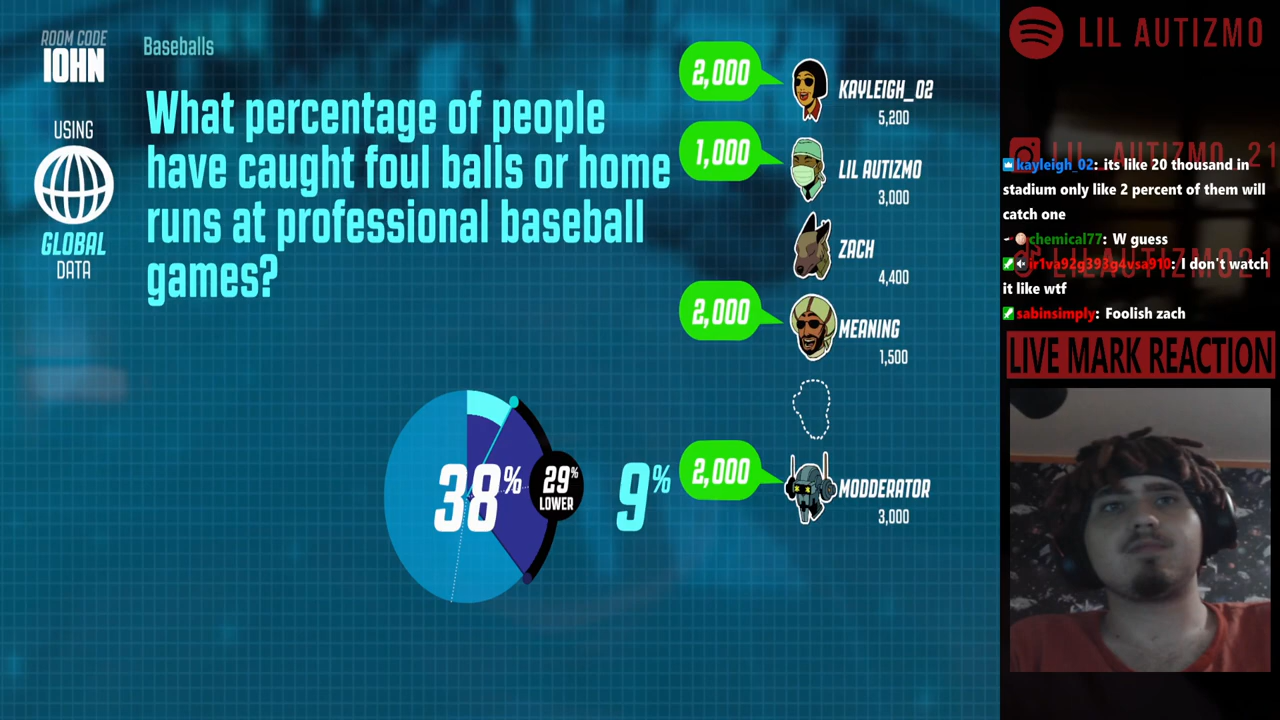 ROOM CODE
IOHN
USING
GLOBAL
DATA
Baseballs
What percentage of people
have caught foul balls or home
runs at professional baseball
games?
38%
29%
LOWER
9%
2,000
KAYLEIGH_02
5,200
1,000
LIL AUTIZMO
3,000
ZACH
4,400
2,000
MEANING
1,500
2,000
MODDERATOR
3,000
LIL AUTIZMO
LIL_AUTIZMO_21
LILAUTIZMO21
kayleigh_02: its like 20 thousand in
stadium only like 2 percent of them will
catch one
chemical77: W guess
ir1va92g393g4vsa910: I don't watch
it like wtf
sabinsimply: Foolish zach
LIVE MARK REACTION